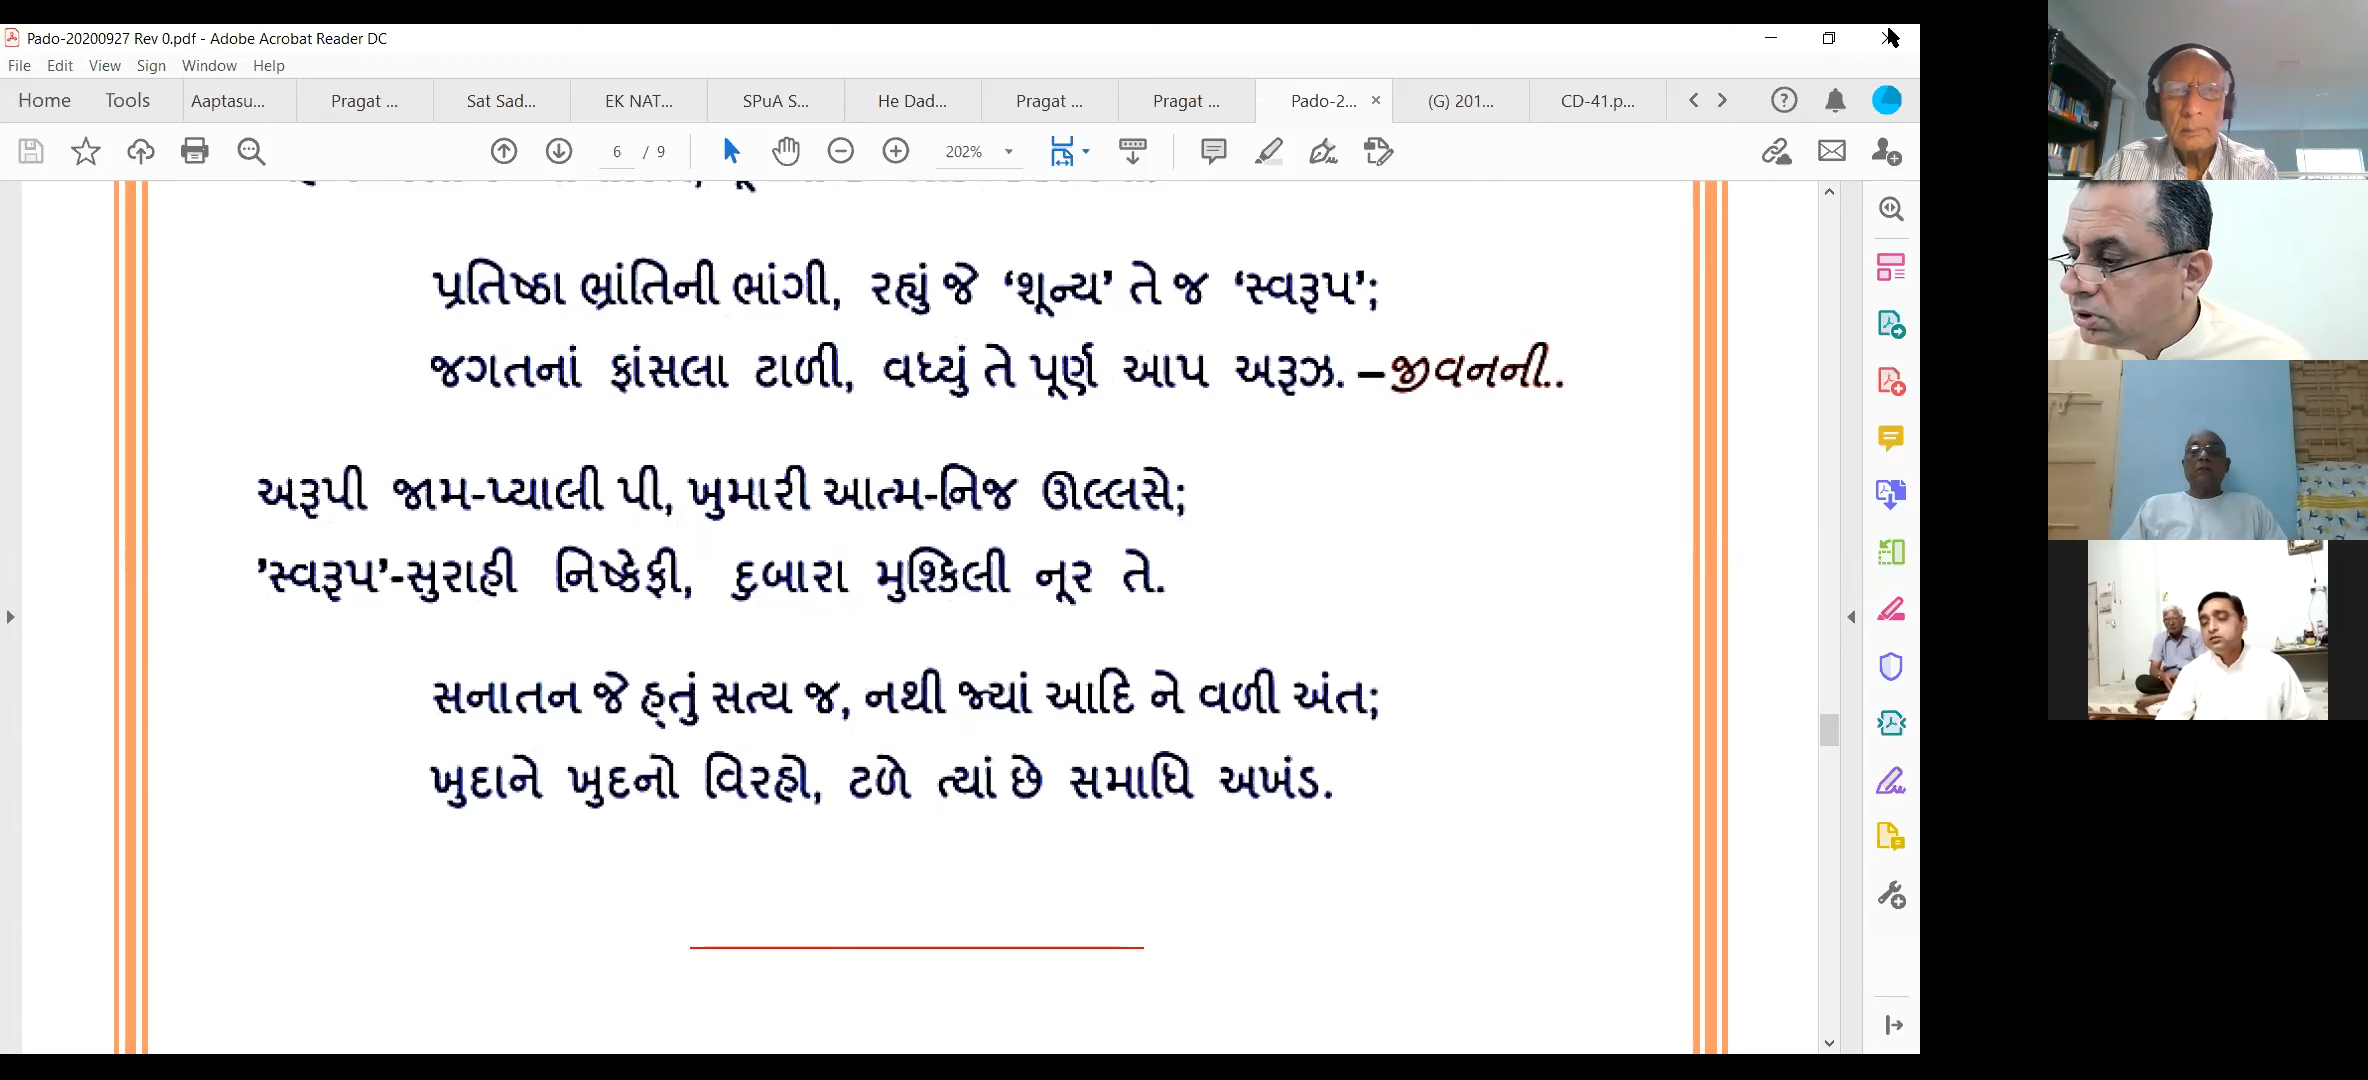 Pado-20200927 Rev 0.pdf - Adobe Acrobat Reader DC
File Edit View Sign Window Help
Home Tools Aaptasu... Pragat ... Sat Sad... EK NAT... SPuA S... He Dad... Pragat ... Pragat ... Pado-2... × (G) 201... CD-41.p...
6 / 9 202%
પ્રતિષ્ઠા ભ્રાંતિની ભાંગી, રહ્યું જે ‘શૂન્ય’ તે જ ‘સ્વરૂપ’;
જગતનાં ફાંસલા ટાળી, વધ્યું તે પૂર્ણ આપ અરૂઝ. –જીવનની..
અરૂપી જામ-પ્યાલી પી, ખુમારી આત્મ-નિજ ઊલ્લસે;
’સ્વરૂપ’-સુરાહી નિષ્કેફી, દુબારા મુશ્કિલી નૂર તે.
સનાતન જે હતું સત્ય જ, નથી જ્યાં આદિ ને વળી અંત;
ખુદાને ખુદનો વિરહો, ટળે ત્યાં છે સમાધિ અખંડ.